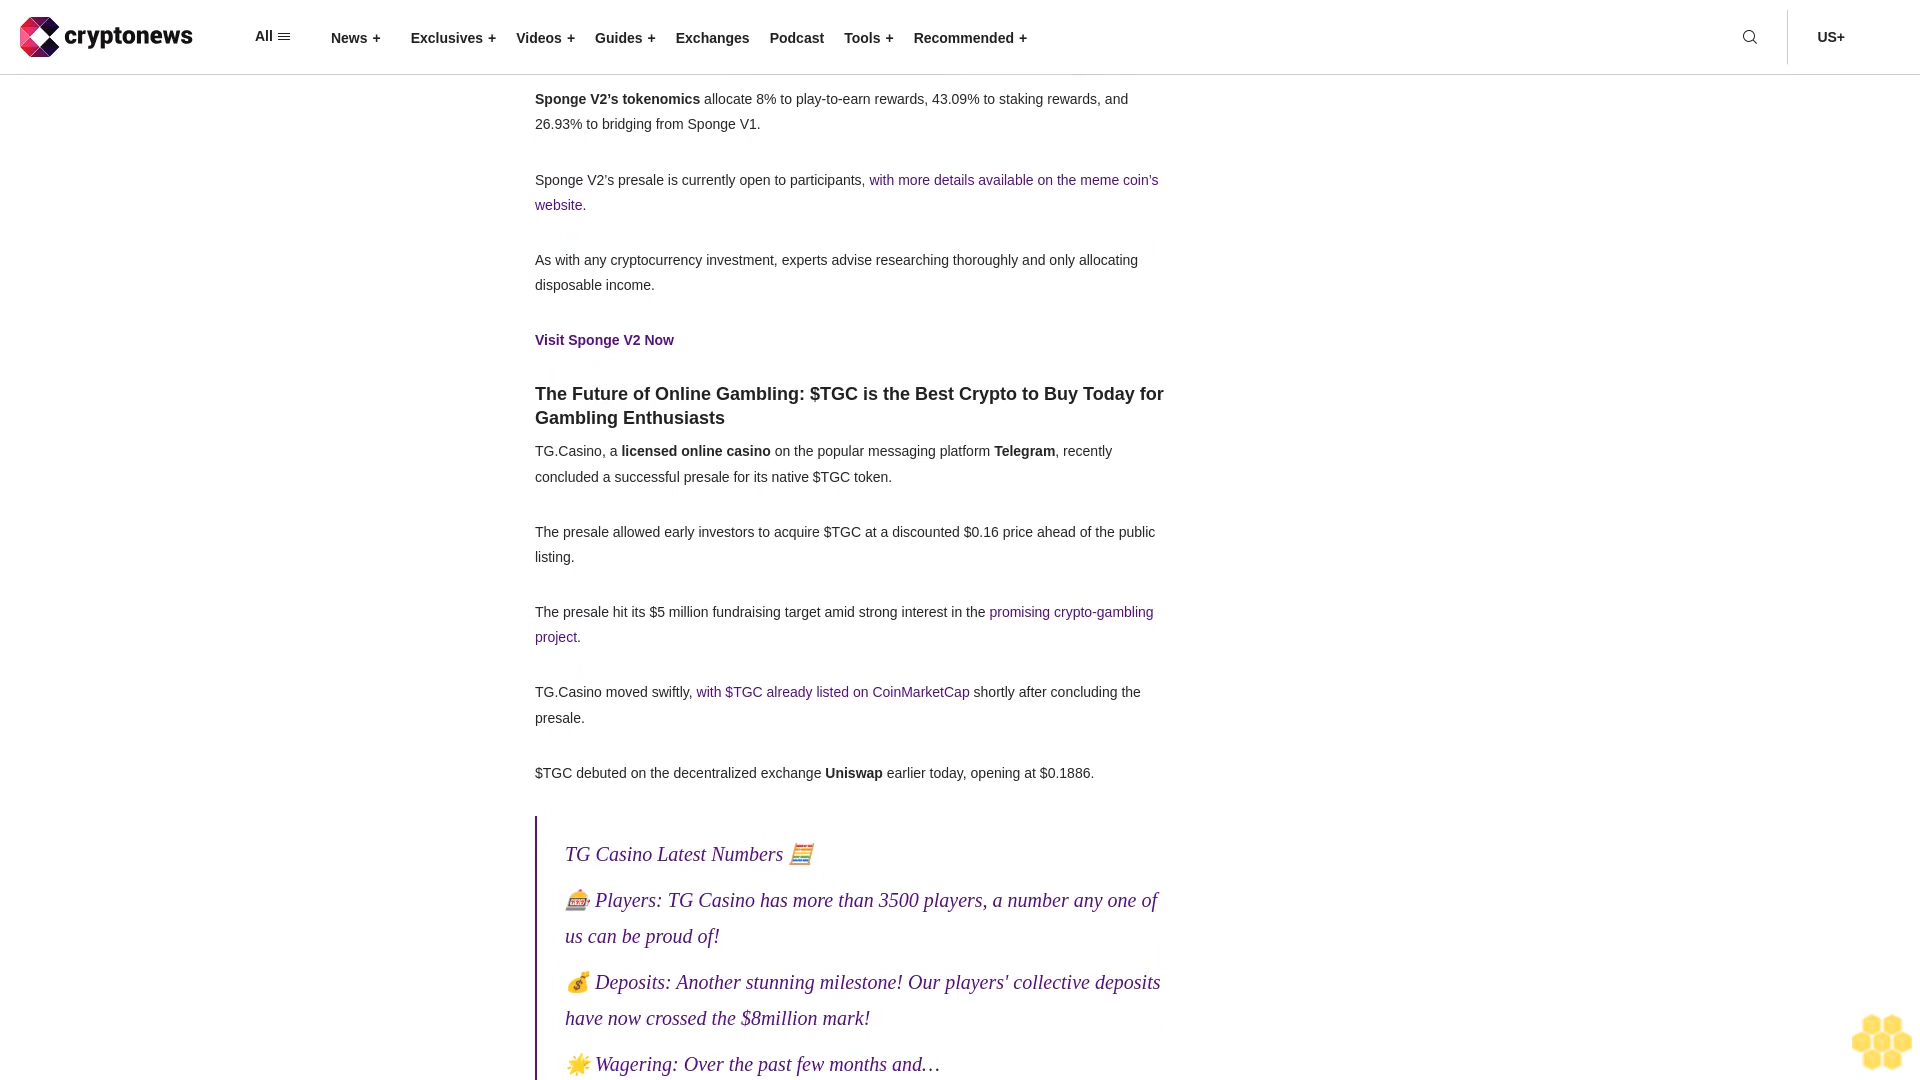 cryptonews
All
News +
Exclusives +
Videos +
Guides +
Exchanges
Podcast
Tools +
Recommended +
US+
Sponge V2’s tokenomics allocate 8% to play-to-earn rewards, 43.09% to staking rewards, and
26.93% to bridging from Sponge V1.
Sponge V2’s presale is currently open to participants, with more details available on the meme coin’s
website.
As with any cryptocurrency investment, experts advise researching thoroughly and only allocating
disposable income.
Visit Sponge V2 Now
The Future of Online Gambling: $TGC is the Best Crypto to Buy Today for
Gambling Enthusiasts
TG.Casino, a licensed online casino on the popular messaging platform Telegram, recently
concluded a successful presale for its native $TGC token.
The presale allowed early investors to acquire $TGC at a discounted $0.16 price ahead of the public
listing.
The presale hit its $5 million fundraising target amid strong interest in the promising crypto-gambling
project.
TG.Casino moved swiftly, with $TGC already listed on CoinMarketCap shortly after concluding the
presale.
$TGC debuted on the decentralized exchange Uniswap earlier today, opening at $0.1886.
TG Casino Latest Numbers 🧮
🎰 Players: TG Casino has more than 3500 players, a number any one of
us can be proud of!
💰 Deposits: Another stunning milestone! Our players' collective deposits
have now crossed the $8million mark!
🌟 Wagering: Over the past few months and…